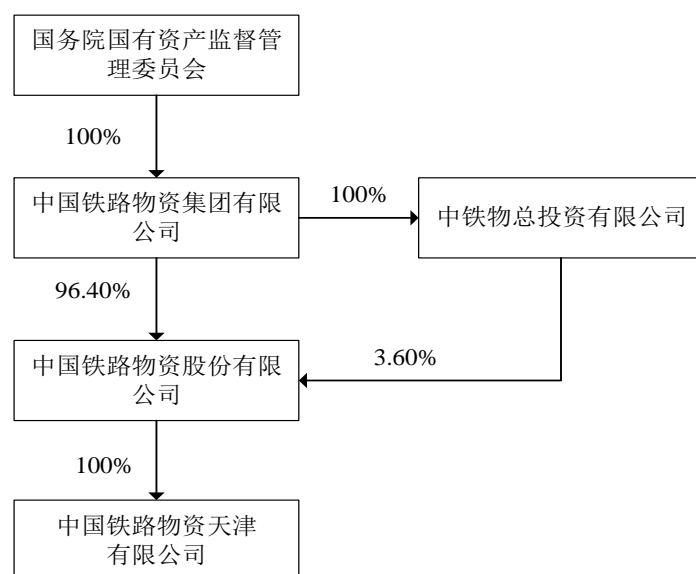 国务院国有资产监督管
理委员会
100%
中国铁路物资集团有限
公司
100%
中铁物总投资有限公司
96.40%
中国铁路物资股份有限
公司
3.60%
100%
中国铁路物资天津
有限公司